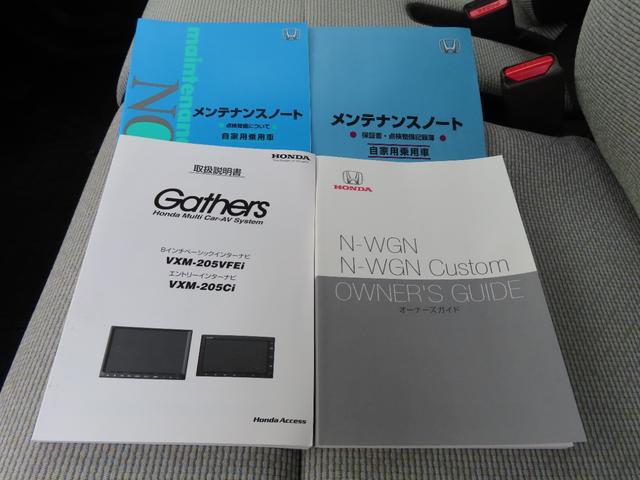 maintenan
NO
メンテナンスノート
点検整備について
自家用乗用車
メンテナンスノート
保証書・点検整備記録簿
自家用乗用車
HONDA
取扱説明書
Gathers
Honda Multi Car-AV System
8インチベーシックインターナビ
VXM-205VFEi
エントリーインターナビ
VXM-205Ci
Honda Access
HONDA
N-WGN
N-WGN Custom
OWNER'S GUIDE
オーナーズガイド